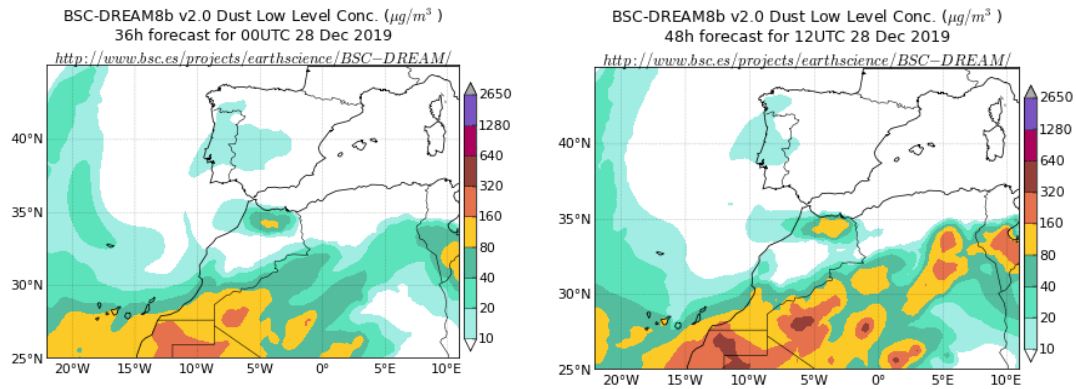 BSC-DREAM8b v2.0 Dust Low Level Conc. (μg/m³ )
36h forecast for 00UTC 28 Dec 2019
http://www.bsc.es/projects/earthscience/BSC−DREAM/
40°N
35°N
30°N
25°N
20°W
15°W
10°W
5°W
0°
5°E
10°E
2650
1280
640
320
160
80
40
20
10
BSC-DREAM8b v2.0 Dust Low Level Conc. (μg/m³ )
48h forecast for 12UTC 28 Dec 2019
http://www.bsc.es/projects/earthscience/BSC−DREAM/
40°N
35°N
30°N
25°N
20°W
15°W
10°W
5°W
0°
5°E
10°E
2650
1280
640
320
160
80
40
20
10